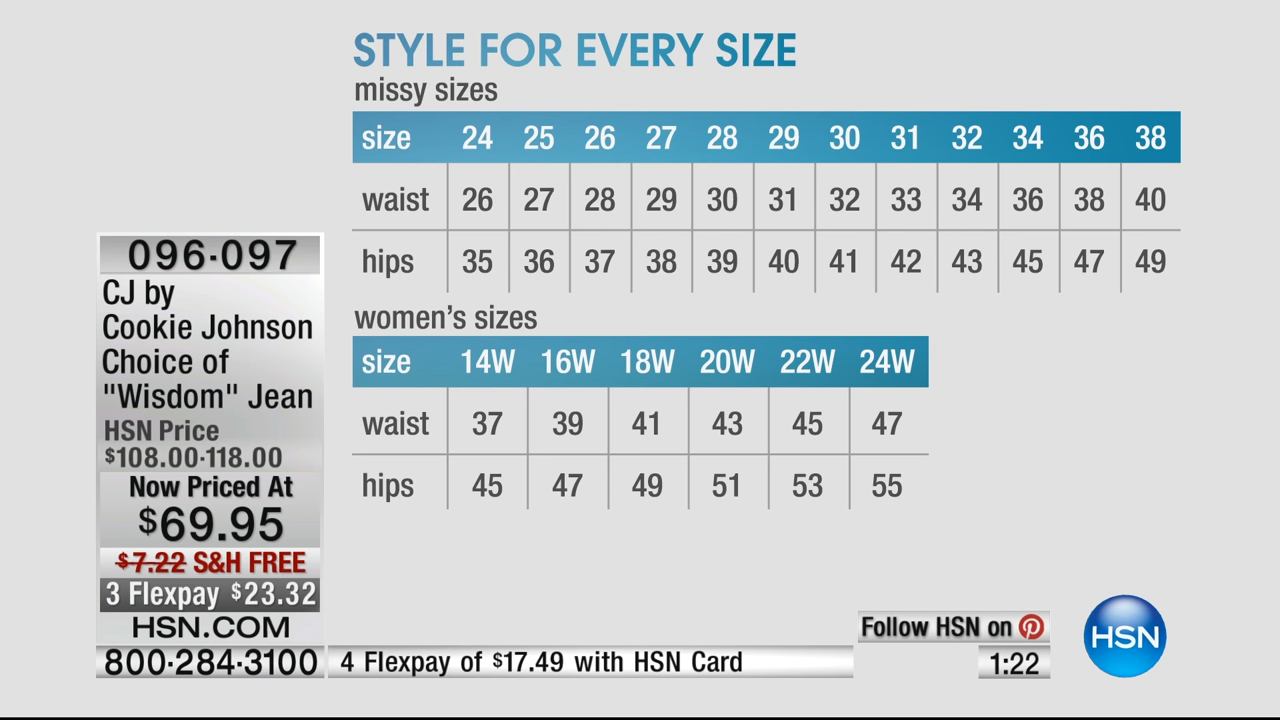 STYLE FOR EVERY SIZE
missy sizes
size 24 25 26 27 28 29 30 31 32 34 36 38
waist 26 27 28 29 30 31 32 33 34 36 38 40
hips 35 36 37 38 39 40 41 42 43 45 47 49
women's sizes
size 14W 16W 18W 20W 22W 24W
waist 37 39 41 43 45 47
hips 45 47 49 51 53 55
096·097
CJ by
Cookie Johnson
Choice of
"Wisdom" Jean
HSN Price
$108.00-118.00
Now Priced At
$69.95
$7.22 S&H FREE
3 Flexpay $23.32
HSN.COM
800·284·3100
4 Flexpay of $17.49 with HSN Card
Follow HSN on
1:22
HSN